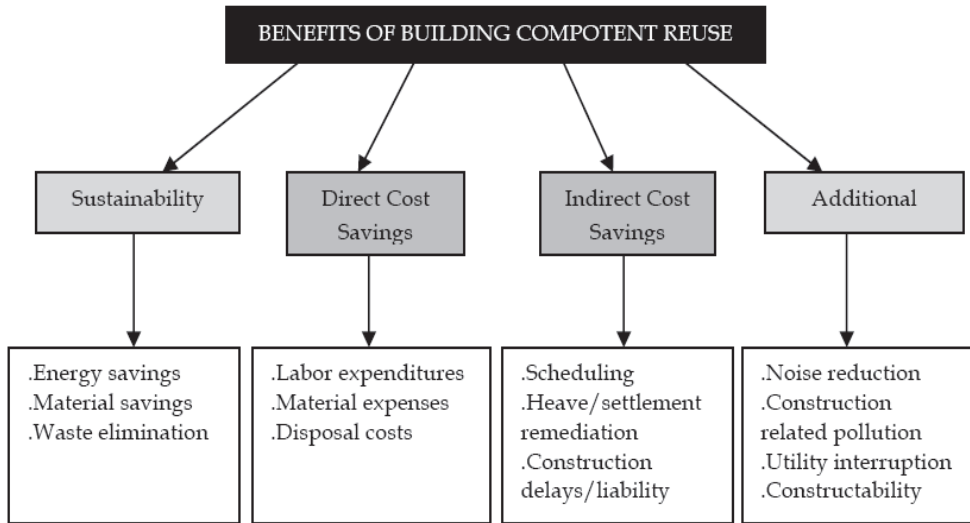 BENEFITS OF BUILDING COMPOTENT REUSE
Sustainability
Direct Cost
Savings
Indirect Cost
Savings
Additional
.Energy savings
.Material savings
.Waste elimination
.Labor expenditures
.Material expenses
.Disposal costs
.Scheduling
.Heave/settlement
remediation
.Construction
delays/liability
.Noise reduction
.Construction
related pollution
.Utility interruption
.Constructability